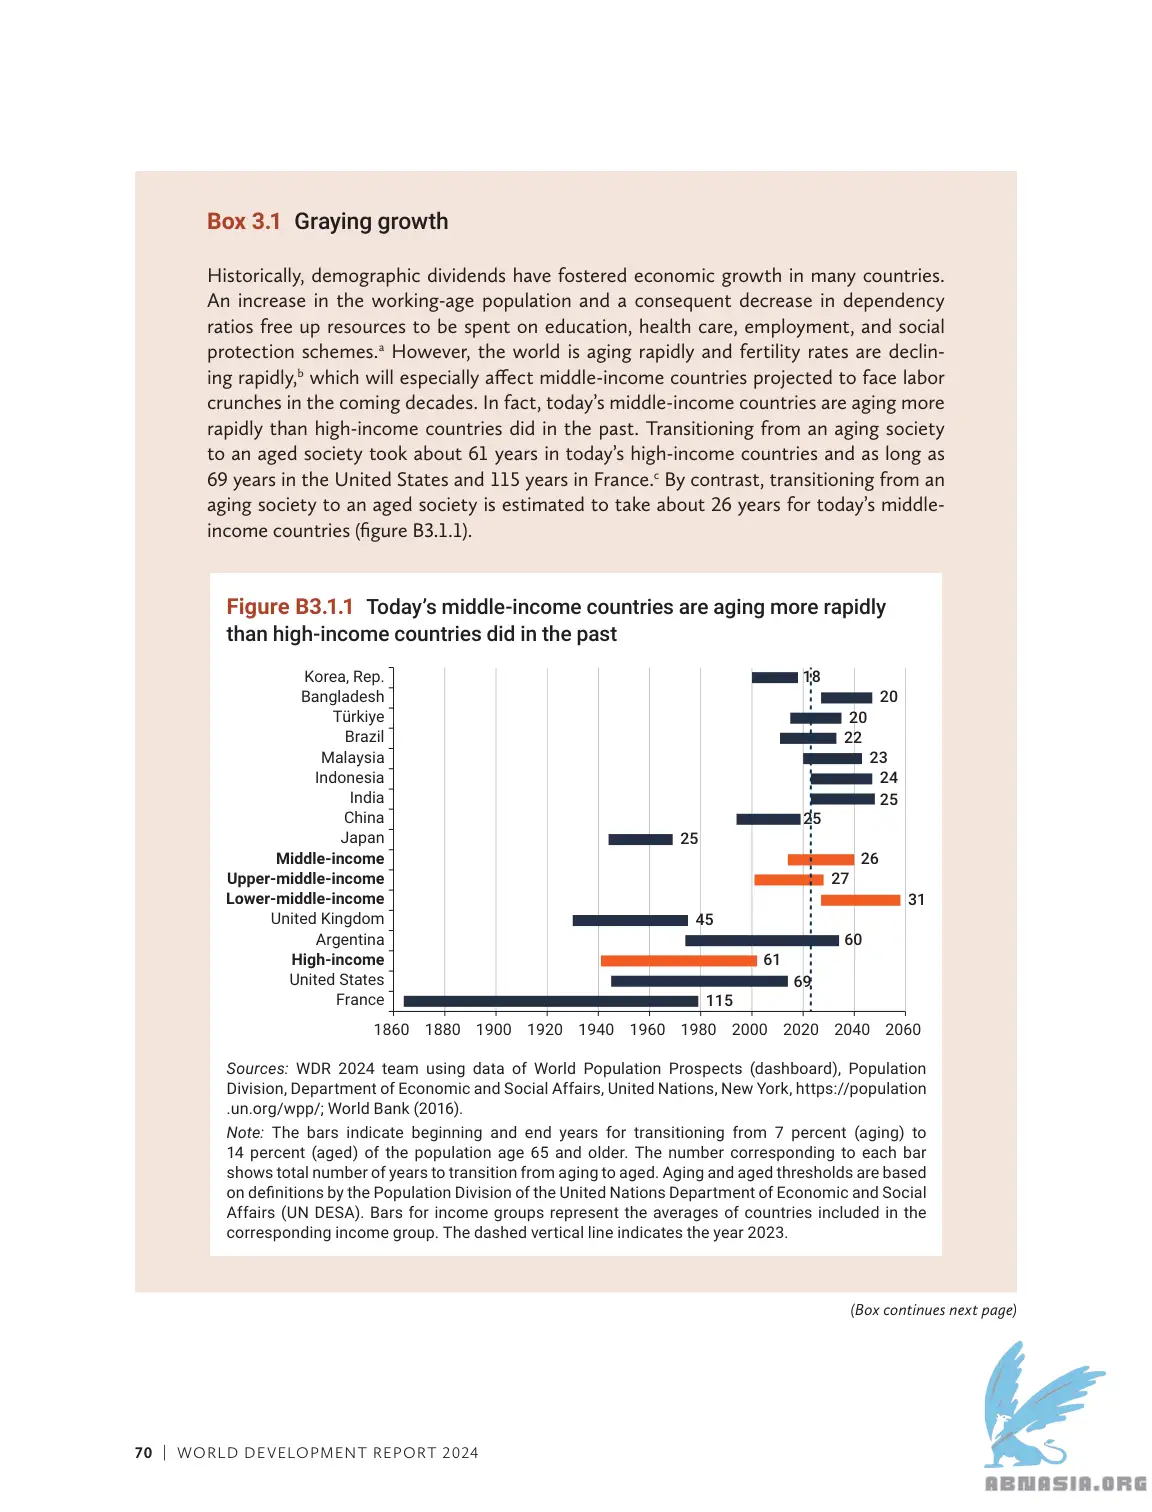 Box 3.1 Graying growth
Historically, demographic dividends have fostered economic growth in many countries.
An increase in the working-age population and a consequent decrease in dependency
ratios free up resources to be spent on education, health care, employment, and social
protection schemes.a However, the world is aging rapidly and fertility rates are declin-
ing rapidly,b which will especially affect middle-income countries projected to face labor
crunches in the coming decades. In fact, today's middle-income countries are aging more
rapidly than high-income countries did in the past. Transitioning from an aging society
to an aged society took about 61 years in today's high-income countries and as long as
69 years in the United States and 115 years in France.c By contrast, transitioning from an
aging society to an aged society is estimated to take about 26 years for today's middle-
income countries (figure B3.1.1).
Figure B3.1.1 Today's middle-income countries are aging more rapidly
than high-income countries did in the past
Korea, Rep. 18
Bangladesh 20
Türkiye 20
Brazil 22
Malaysia 23
Indonesia 24
India 25
China 25
Japan 25
Middle-income 26
Upper-middle-income 27
Lower-middle-income 31
United Kingdom 45
Argentina 60
High-income 61
United States 69
France 115
1860 1880 1900 1920 1940 1960 1980 2000 2020 2040 2060
Sources: WDR 2024 team using data of World Population Prospects (dashboard), Population
Division, Department of Economic and Social Affairs, United Nations, New York, https://population
.un.org/wpp/; World Bank (2016).
Note: The bars indicate beginning and end years for transitioning from 7 percent (aging) to
14 percent (aged) of the population age 65 and older. The number corresponding to each bar
shows total number of years to transition from aging to aged. Aging and aged thresholds are based
on definitions by the Population Division of the United Nations Department of Economic and Social
Affairs (UN DESA). Bars for income groups represent the averages of countries included in the
corresponding income group. The dashed vertical line indicates the year 2023.
(Box continues next page)
70 | WORLD DEVELOPMENT REPORT 2024
ABNASIA.ORG